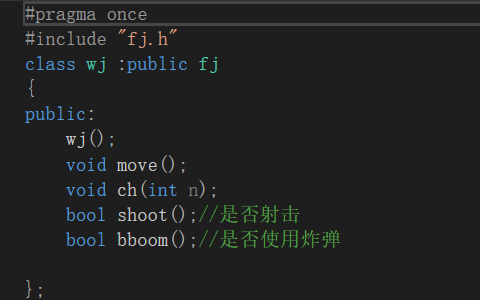 #pragma once
#include "fj.h"
class wj :public fj
{
public:
    wj();
    void move();
    void ch(int n);
    bool shoot();//是否射击
    bool bboom();//是否使用炸弹
};